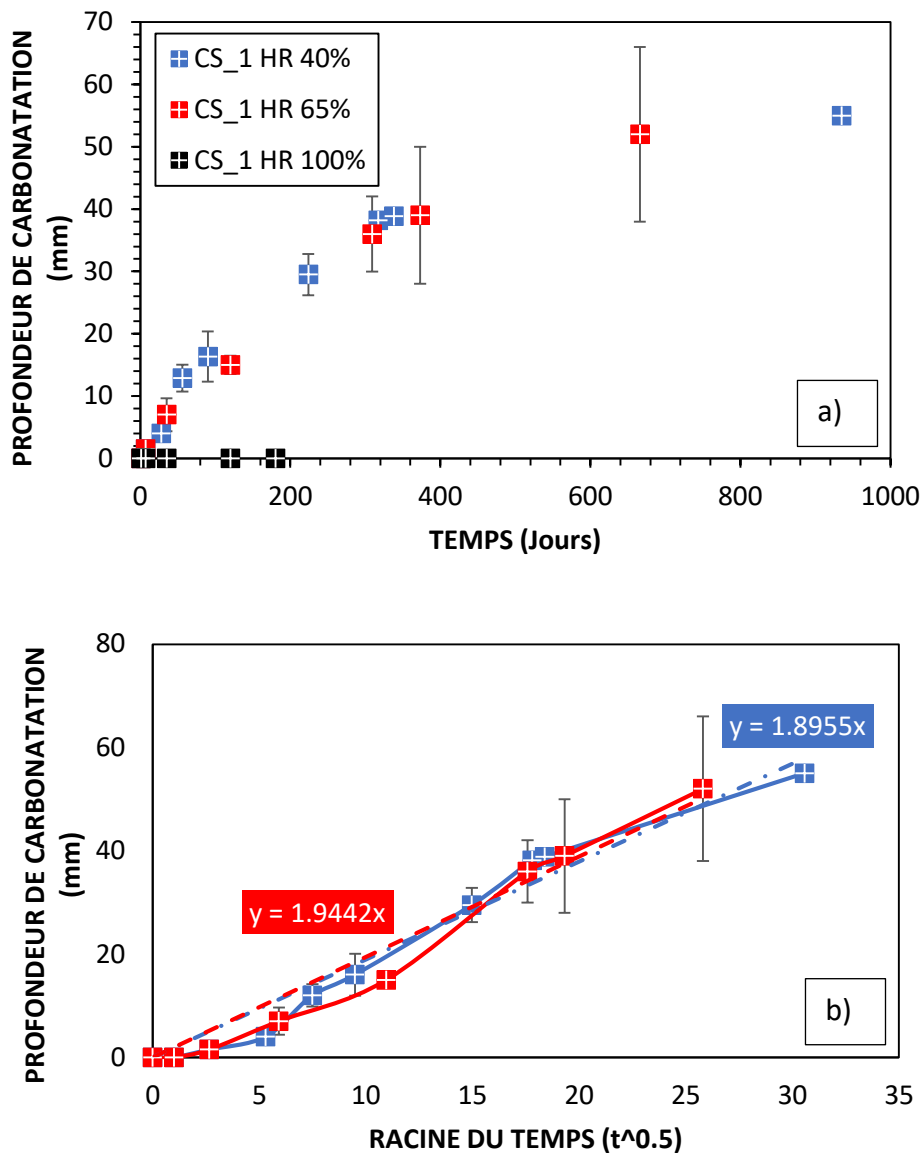 PROFONDEUR DE CARBONATATION
(mm)
70
60
50
40
30
20
10
0
CS_1 HR 40%
CS_1 HR 65%
CS_1 HR 100%
a)
0
200
400
600
800
1000
TEMPS (Jours)
PROFONDEUR DE CARBONATATION
(mm)
80
60
40
20
0
y = 1.8955x
y = 1.9442x
b)
0
5
10
15
20
25
30
35
RACINE DU TEMPS (t^0.5)